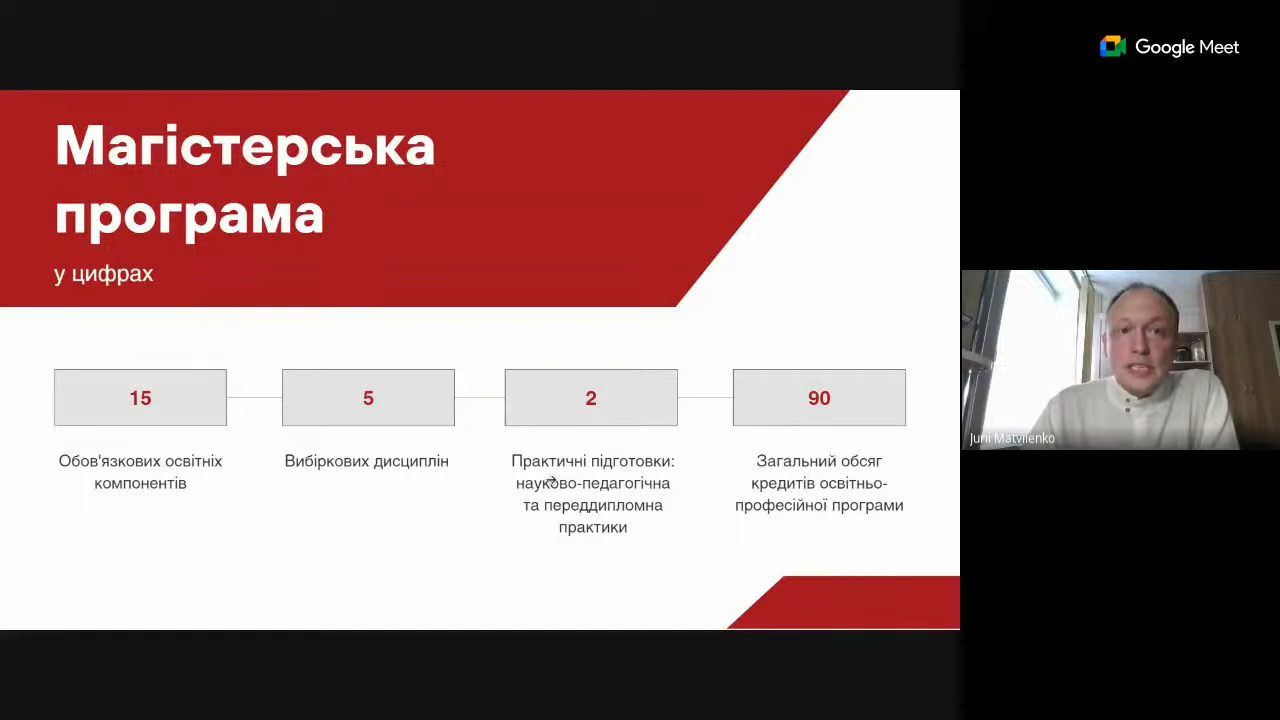 Google Meet
Магістерська
програма
у цифрах
15
5
2
90
Обов'язкових освітніх
компонентів
Вибіркових дисциплін
Практичні підготовки:
науково-педагогічна
та переддипломна
практики
Загальний обсяг
кредитів освітньо-
професійної програми
Jurii Matviienko